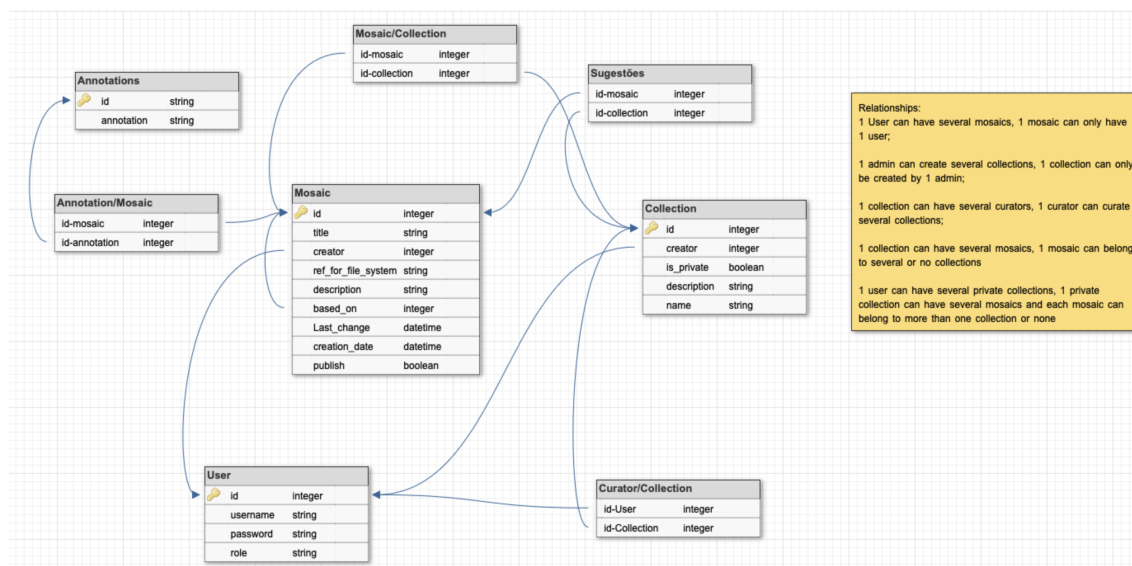 Mosaic/Collection
id-mosaic integer
id-collection integer
Annotations
id string
annotation string
Sugestões
id-mosaic integer
id-collection integer
Relationships:
1 User can have several mosaics, 1 mosaic can only have
1 user;
1 admin can create several collections, 1 collection can only
be created by 1 admin;
1 collection can have several curators, 1 curator can curate
several collections;
1 collection can have several mosaics, 1 mosaic can belong
to several or no collections
1 user can have several private collections, 1 private
collection can have several mosaics and each mosaic can
belong to more than one collection or none
Annotation/Mosaic
id-mosaic integer
id-annotation integer
Mosaic
id integer
title string
creator integer
ref_for_file_system string
description string
based_on integer
Last_change datetime
creation_date datetime
publish boolean
Collection
id integer
creator integer
is_private boolean
description string
name string
User
id integer
username string
password string
role string
Curator/Collection
id-User integer
id-Collection integer